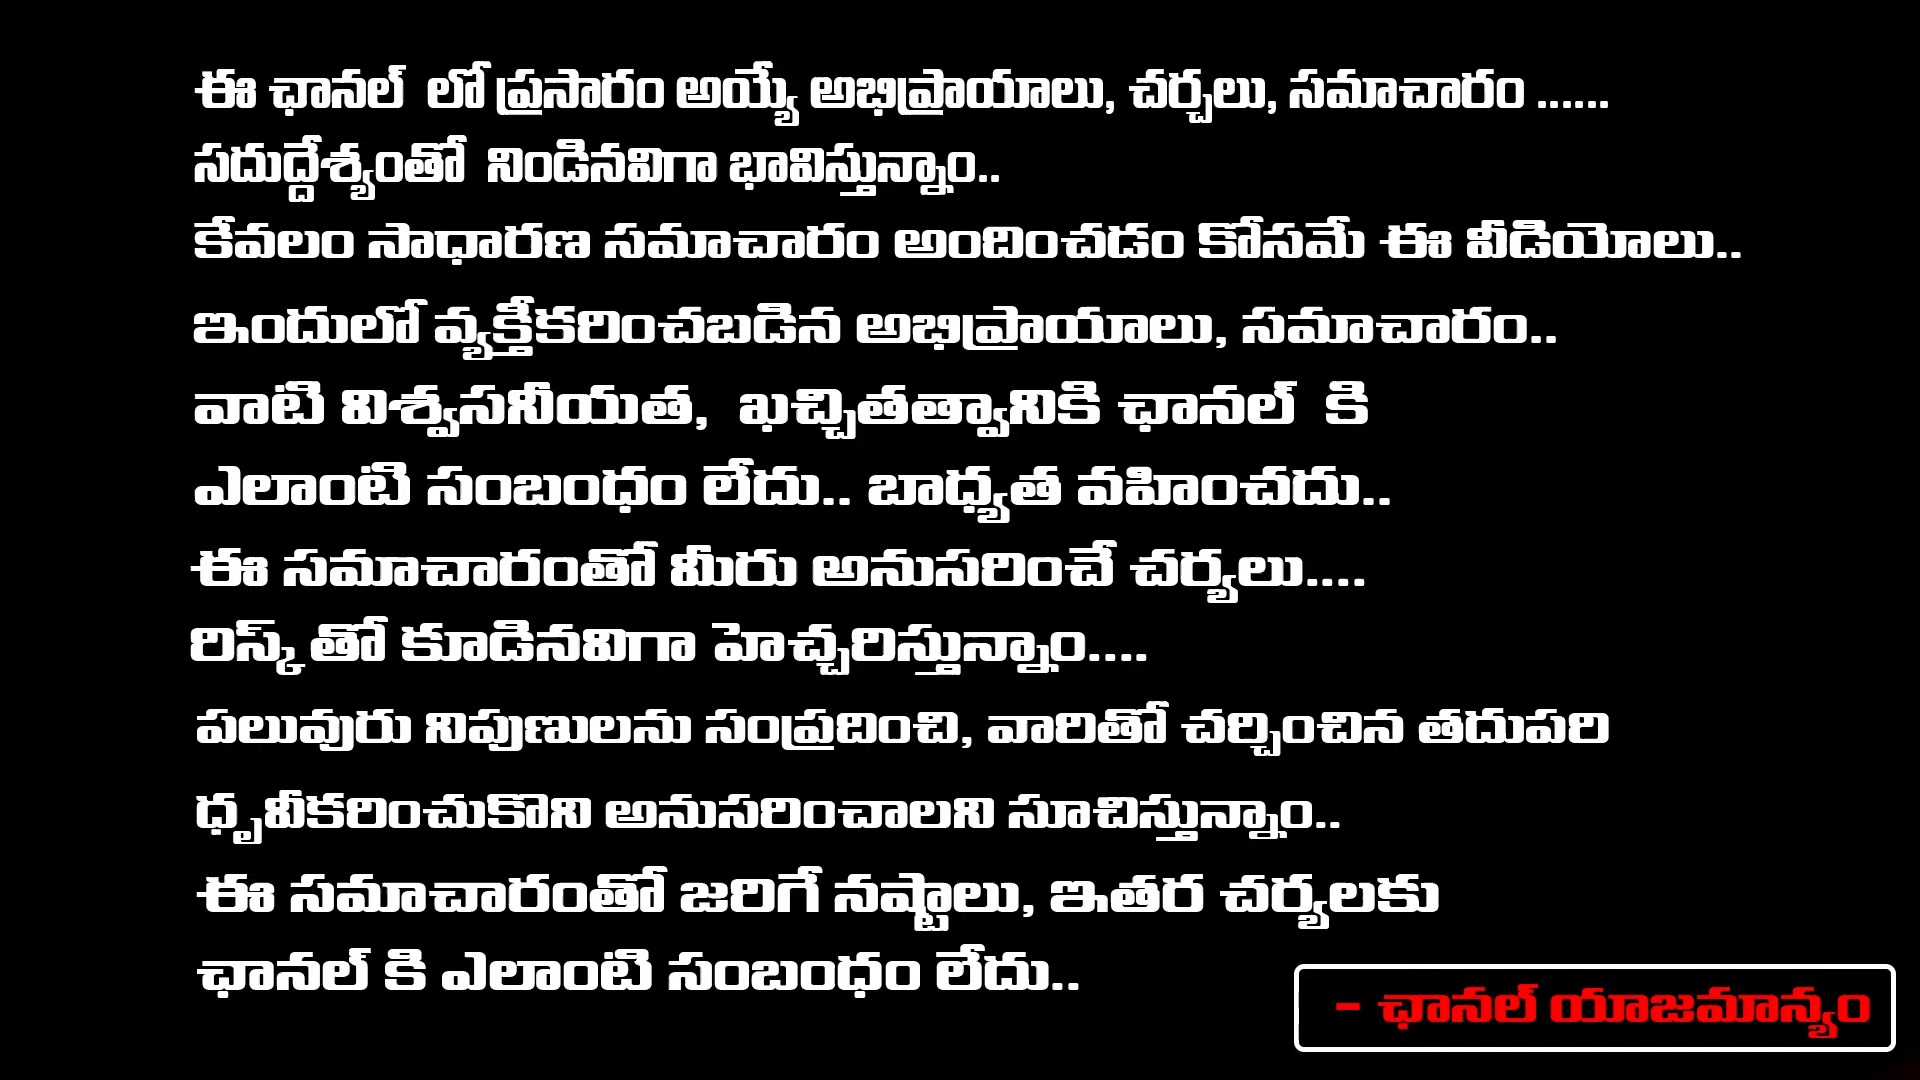 ఈ ఛానల్ లో ప్రసారం అయ్యే అభిప్రాయాలు, చర్చలు, సమాచారం ......
సదుద్దేశ్యంతో నిండినవిగా భావిస్తున్నాం..
కేవలం సాధారణ సమాచారం అందించడం కోసమే ఈ వీడియోలు..
ఇందులో వ్యక్తీకరించబడిన అభిప్రాయాలు, సమాచారం..
వాటి విశ్వసనీయత, ఖచ్చితత్వానికి ఛానల్ కి
ఎలాంటి సంబంధం లేదు.. బాధ్యత వహించదు..
ఈ సమాచారంతో మీరు అనుసరించే చర్యలు....
రిస్క్ తో కూడినవిగా హెచ్చరిస్తున్నాం....
పలువురు నిపుణులను సంప్రదించి, వారితో చర్చించిన తదుపరి
ధృవీకరించుకొని అనుసరించాలని సూచిస్తున్నాం..
ఈ సమాచారంతో జరిగే నష్టాలు, ఇతర చర్యలకు
ఛానల్ కి ఎలాంటి సంబంధం లేదు..
- ఛానల్ యాజమాన్యం